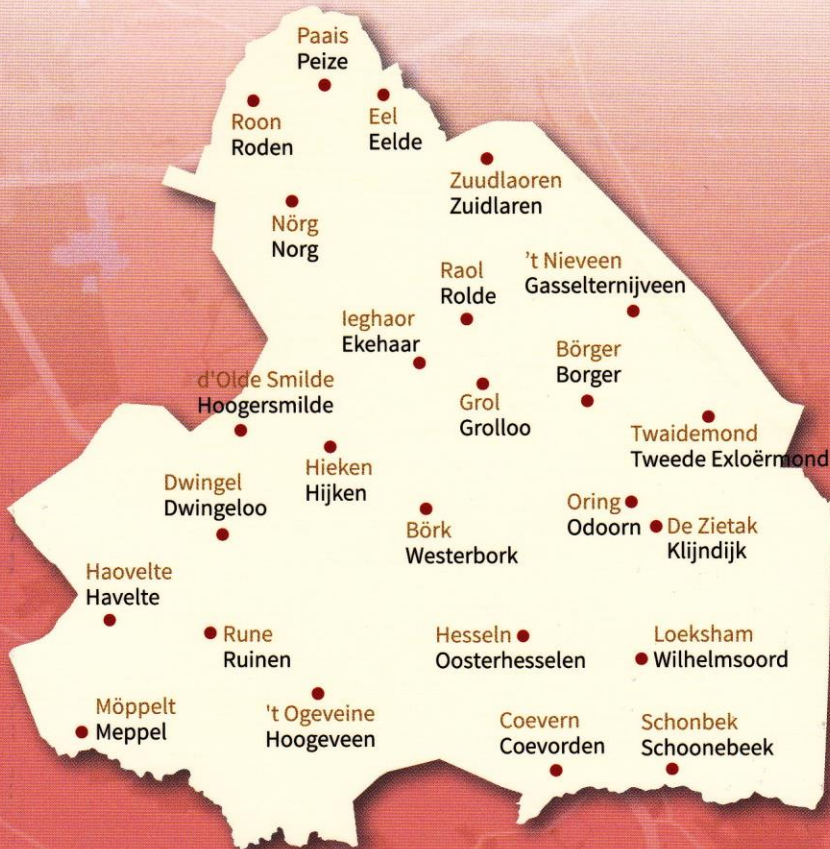 Paais
Peize
Roon
Roden
Eel
Eelde
Zuudlaoren
Zuidlaren
Nörg
Norg
Raol
Rolde
't Nieveen
Gasselternijveen
Ieghaor
Ekehaar
Börger
Borger
d'Olde Smilde
Hoogersmilde
Grol
Grolloo
Twaidemond
Tweede Exloërmond
Hieken
Hijken
Dwingel
Dwingeloo
Börk
Westerbork
Oring
Odoorn
De Zietak
Klijndijk
Haovelte
Havelte
Rune
Ruinen
Hesseln
Oosterhesselen
Loeksham
Wilhelmsoord
Möppelt
Meppel
't Ogeveine
Hoogeveen
Coevern
Coevorden
Schonbek
Schoonebeek